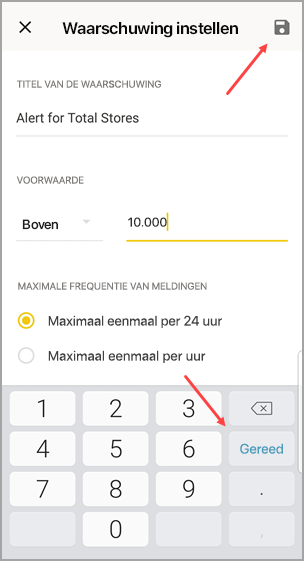 Waarschuwing instellen
TITEL VAN DE WAARSCHUWING
Alert for Total Stores
VOORWAARDE
Boven 10.000
MAXIMALE FREQUENTIE VAN MELDINGEN
Maximaal eenmaal per 24 uur
Maximaal eenmaal per uur
1 2 3
4 5 6 Gereed
7 8 9 .
0 ,